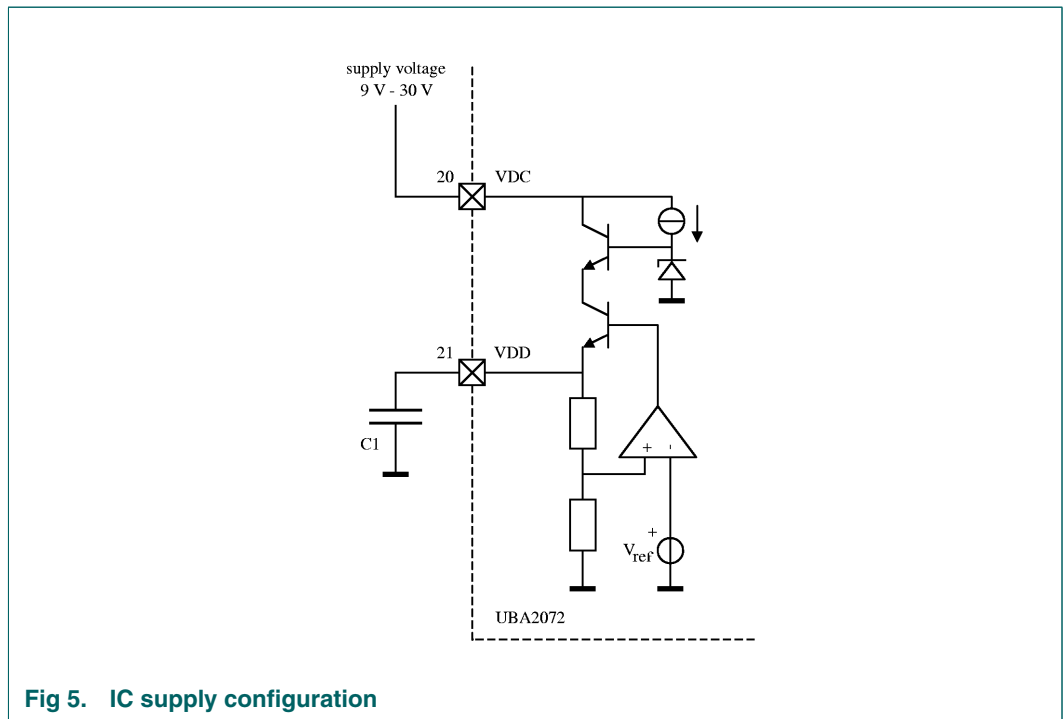 supply voltage
9 V - 30 V
20
VDC
21
VDD
C1
+ -
+
Vref
UBA2072
Fig 5. IC supply configuration